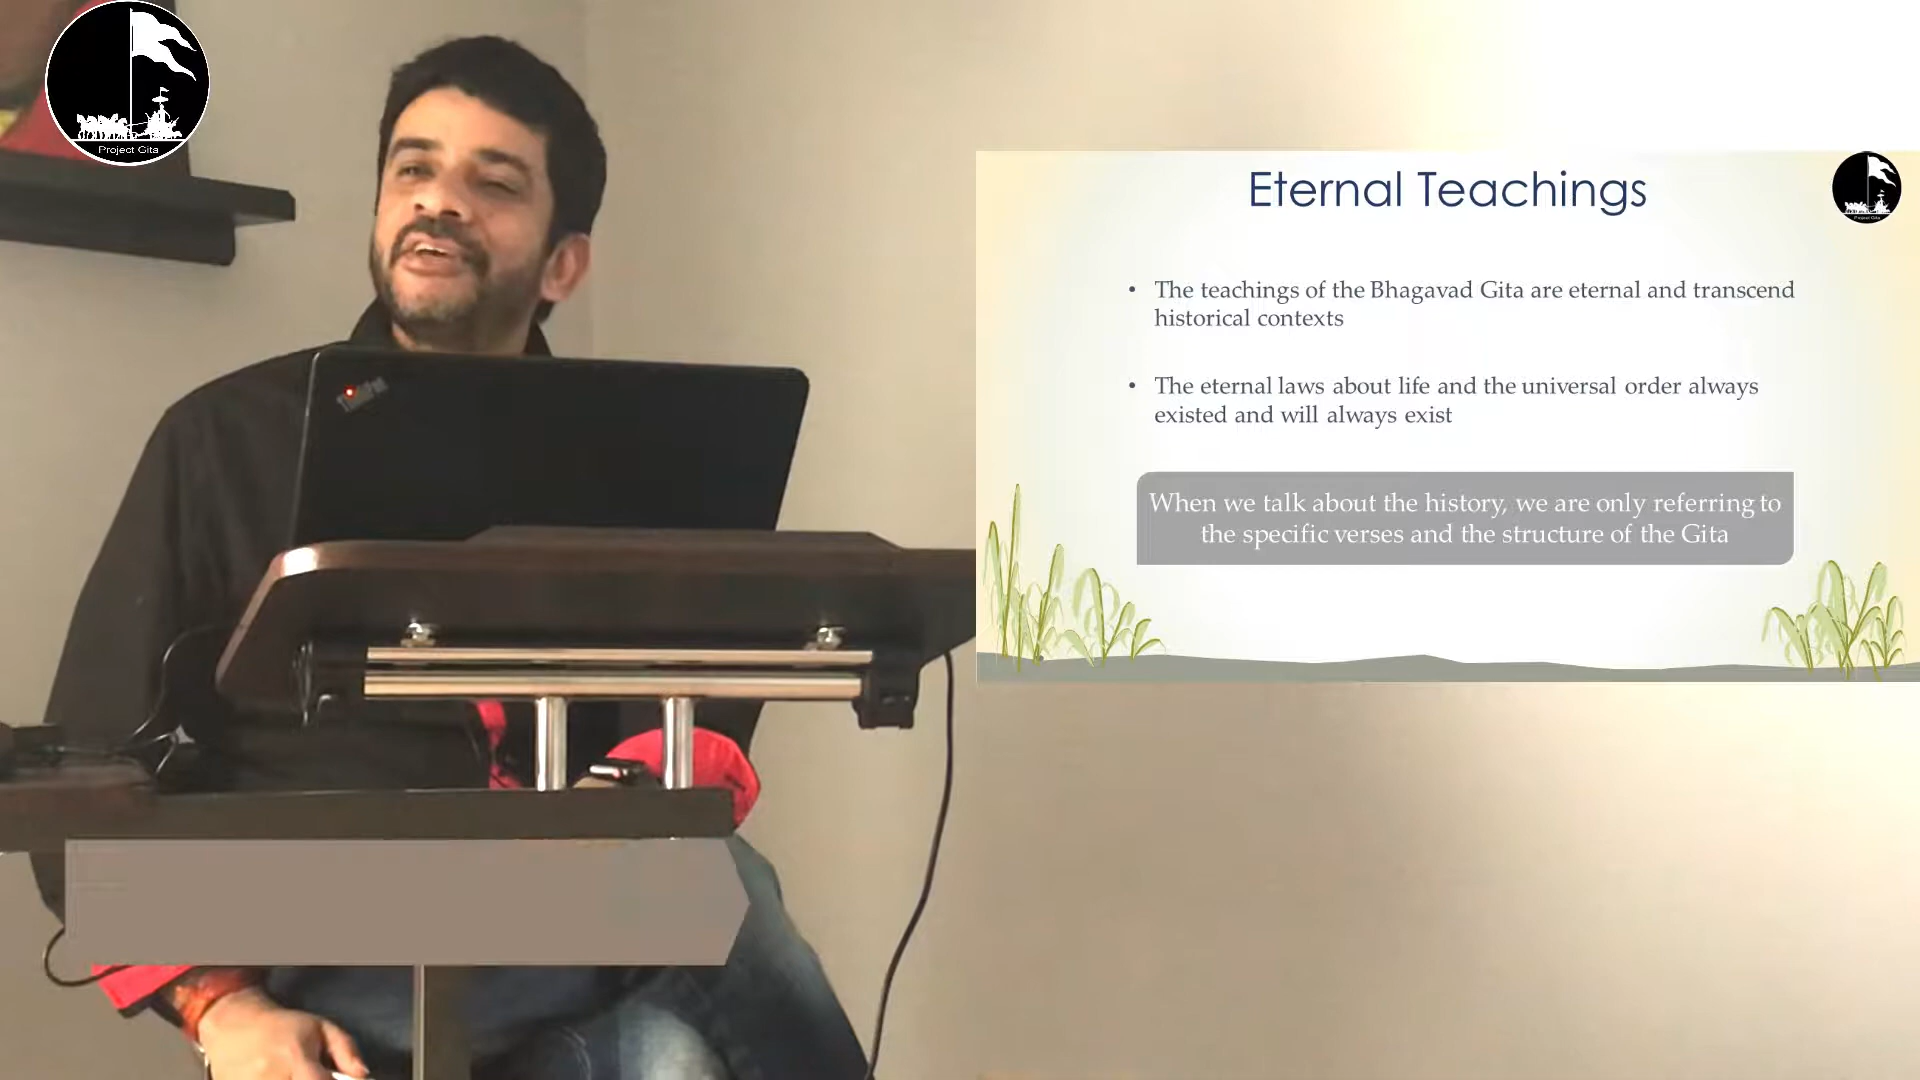 Project Gita
Eternal Teachings
Project Gita
• The teachings of the Bhagavad Gita are eternal and transcend
historical contexts
• The eternal laws about life and the universal order always
existed and will always exist
When we talk about the history, we are only referring to
the specific verses and the structure of the Gita